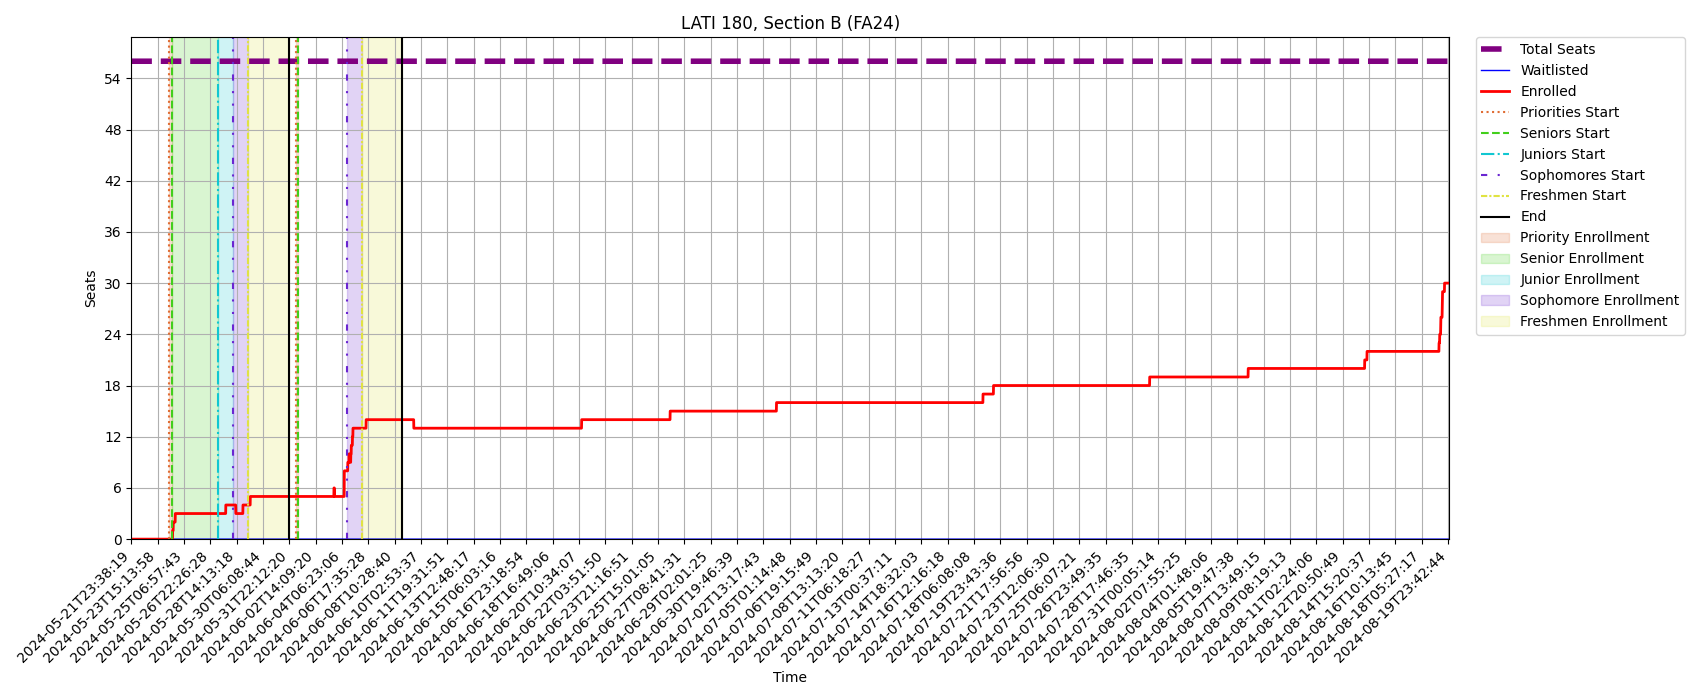 LATI 180, Section B (FA24)
Total Seats
Waitlisted
Enrolled
Priorities Start
Seniors Start
Juniors Start
Sophomores Start
Freshmen Start
End
Priority Enrollment
Senior Enrollment
Junior Enrollment
Sophomore Enrollment
Freshmen Enrollment
Seats
54
48
42
36
30
24
18
12
6
0
2024-05-21T23:38:19
2024-05-23T15:13:58
2024-05-25T06:57:43
2024-05-26T22:26:28
2024-05-28T14:13:18
2024-05-30T06:08:44
2024-05-31T22:12:20
2024-06-02T14:09:20
2024-06-04T06:23:06
2024-06-06T17:35:28
2024-06-08T10:28:40
2024-06-10T02:53:37
2024-06-11T19:31:51
2024-06-13T12:48:17
2024-06-15T06:03:16
2024-06-16T23:18:54
2024-06-18T16:49:06
2024-06-20T10:34:07
2024-06-22T03:51:50
2024-06-23T21:16:51
2024-06-25T15:01:05
2024-06-27T08:41:31
2024-06-29T02:01:25
2024-06-30T19:46:39
2024-07-02T13:17:43
2024-07-05T01:14:48
2024-07-06T19:15:49
2024-07-08T13:13:20
2024-07-11T06:18:27
2024-07-13T00:37:11
2024-07-14T18:32:03
2024-07-16T12:16:18
2024-07-18T06:08:08
2024-07-19T23:43:36
2024-07-21T17:56:56
2024-07-23T12:06:30
2024-07-25T06:07:21
2024-07-26T23:49:35
2024-07-28T17:46:35
2024-07-31T00:05:14
2024-08-02T07:55:25
2024-08-04T01:48:06
2024-08-05T19:47:38
2024-08-07T13:49:15
2024-08-09T08:19:13
2024-08-11T02:24:06
2024-08-12T20:50:49
2024-08-14T15:20:37
2024-08-16T10:13:45
2024-08-18T05:27:17
2024-08-19T23:42:44
Time